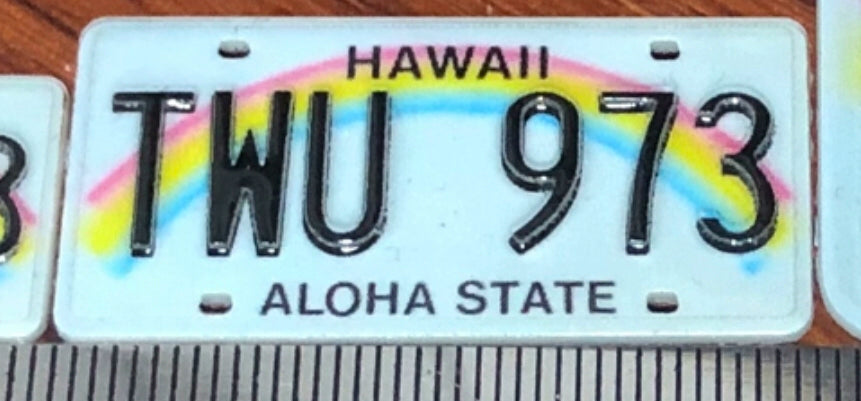 HAWAII
TWU 973
ALOHA STATE